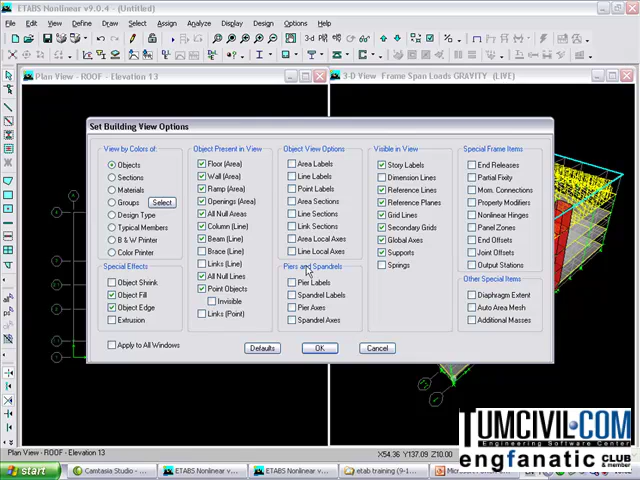 ETABS Nonlinear v9.0.4 - (Untitled)
File Edit View Define Draw Select Assign Analyze Display Design Options Help
Plan View - ROOF - Elevation 13
3-D View Frame Span Loads GRAVITY (LIVE)
Set Building View Options
View by Colors of:
Objects
Sections
Materials
Groups Select
Design Type
Typical Members
B & W Printer
Color Printer
Special Effects
Object Shrink
Object Fill
Object Edge
Extrusion
Apply to All Windows
Object Present in View
Floor (Area)
Wall (Area)
Ramp (Area)
Openings (Area)
All Null Areas
Column (Line)
Beam (Line)
Brace (Line)
Links (Line)
All Null Lines
Point Objects
Invisible
Links (Point)
Object View Options
Area Labels
Line Labels
Point Labels
Area Sections
Line Sections
Link Sections
Area Local Axes
Line Local Axes
Piers and Spandrels
Pier Labels
Spandrel Labels
Pier Axes
Spandrel Axes
Visible in View
Story Labels
Dimension Lines
Reference Lines
Reference Planes
Grid Lines
Secondary Grids
Global Axes
Supports
Springs
Special Frame Items
End Releases
Partial Fixity
Mom. Connections
Property Modifiers
Nonlinear Hinges
Panel Zones
End Offsets
Joint Offsets
Output Stations
Other Special Items
Diaphragm Extent
Auto Area Mesh
Additional Masses
Defaults OK Cancel
TUMCIVIL.COM
Engineering Software Center
engfanatic CLUB
& member
Plan View - ROOF - Elevation 13
X54.36 Y137.09 Z10.00
start
Camtasia Studio - ...
ETABS Nonlinear v...
ETABS Nonlinear v...
etab training (9-1...
Microsoft